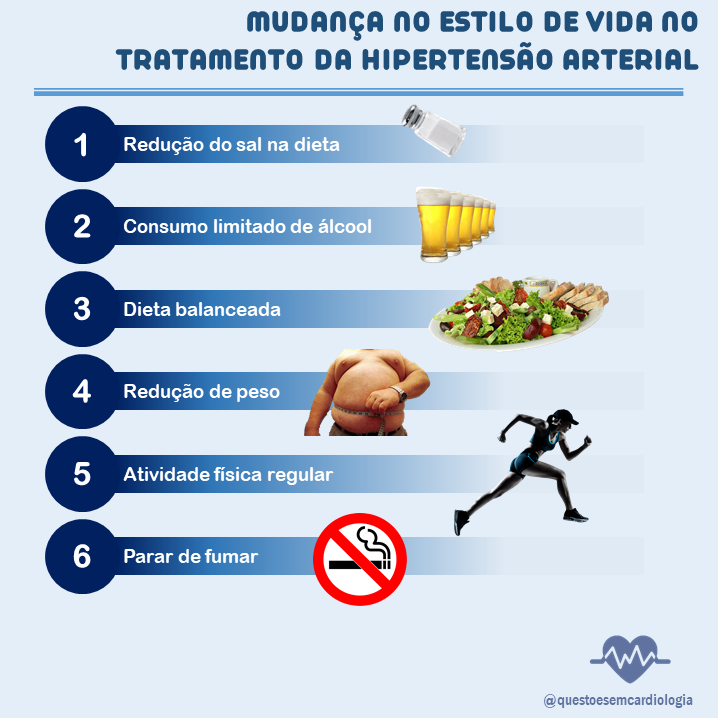 MUDANÇA NO ESTILO DE VIDA NO
TRATAMENTO DA HIPERTENSÃO ARTERIAL
1 Redução do sal na dieta
2 Consumo limitado de álcool
3 Dieta balanceada
4 Redução de peso
5 Atividade física regular
6 Parar de fumar
@questoesemcardiologia